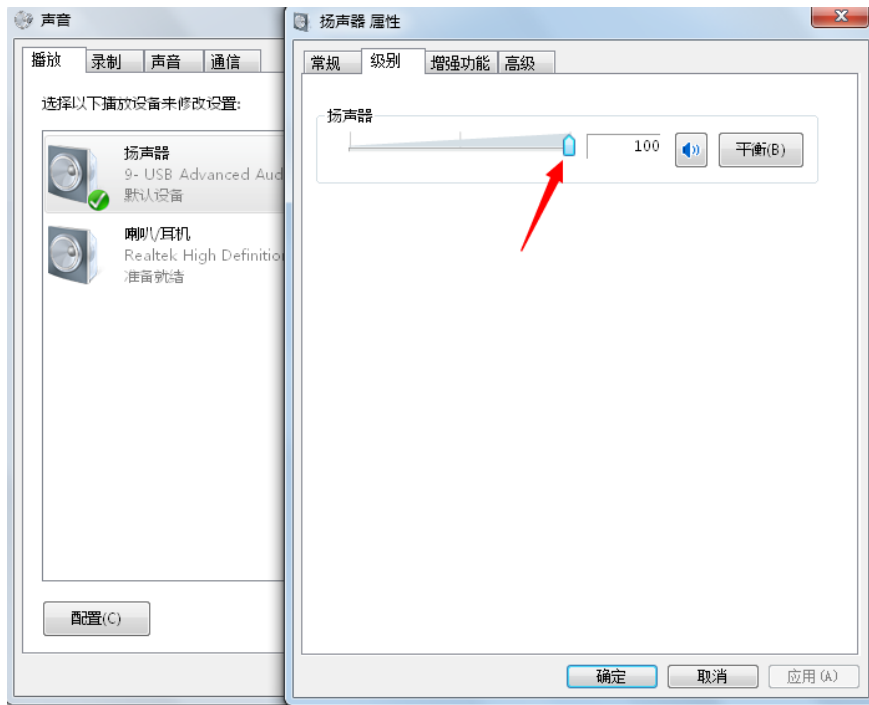 声音
播放 录制 声音 通信
选择以下播放设备来修改设置:
扬声器
9- USB Advanced Aud
默认设备
喇叭/耳机
Realtek High Definition
准备就绪
配置(C)
扬声器 属性
常规 级别 增强功能 高级
扬声器
100 平衡(B)
确定 取消 应用(A)